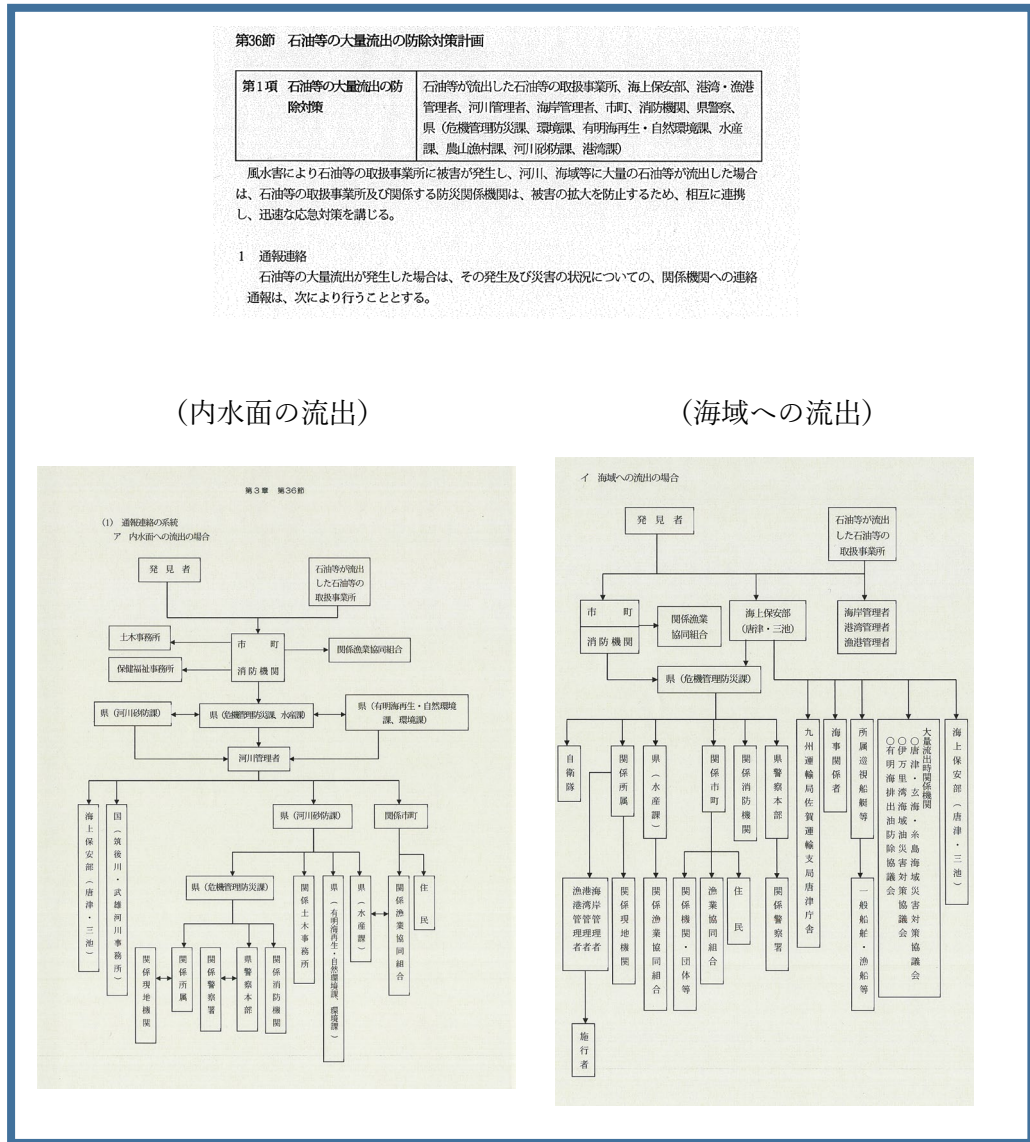 第36節 石油等の大量流出の防除対策計画
第1項 石油等の大量流出の防
除対策
石油等が流出した石油等の取扱事業所、海上保安部、港湾・漁港
管理者、河川管理者、海岸管理者、市町、消防機関、県警察、
県（危機管理防災課、環境課、有明海再生・自然環境課、水産
課、農山漁村課、河川砂防課、港湾課）
風水害により石油等の取扱事業所に被害が発生し、河川、海域等に大量の石油等が流出した場合
は、石油等の取扱事業所及び関係する防災関係機関は、被害の拡大を防止するため、相互に連携
し、迅速な応急対策を講じる。
1 通報連絡
石油等の大量流出が発生した場合は、その発生及び災害の状況についての、関係機関への連絡
通報は、次により行うこととする。
（内水面の流出）
第3章 第36節
(1) 通報連絡の系統
ア 内水面への流出の場合
発見者
石油等が流出
した石油等の
取扱事業所
土木事務所
保健福祉事務所
市町
消防機関
関係漁業協同組合
県（河川砂防課）
県（危機管理防災課、水産課）
県（有明海再生・自然環境
課、環境課）
河川管理者
海上保安部（唐津・三池）
国（筑後川・武雄河川事務所）
県（河川砂防課）
関係市町
県（危機管理防災課）
関係土木事務所
県（有明海再生・自然環境課、環境課）
県（水産課）
関係漁業協同組合
住民
関係現地機関
関係所属
関係警察署
県警察本部
関係消防機関
（海域への流出）
イ 海域への流出の場合
発見者
石油等が流出
した石油等の
取扱事業所
市町
消防機関
関係漁業
協同組合
海上保安部
（唐津・三池）
海岸管理者
港湾管理者
漁港管理者
県（危機管理防災課）
自衛隊
関係所属
県（水産課）
関係市町
関係消防機関
県警察本部
九州運輸局佐賀運輸支局唐津庁舎
海事関係者
所属巡視船艇等
大量流出時関係機関
○唐津・玄海・糸島海域災害対策協議会
○伊万里湾海域油災害対策協議会
○有明海排出油防除協議会
海上保安部（唐津・三池）
海岸管理者
港湾管理者
漁港管理者
関係現地機関
関係漁業協同組合
関係機関・団体等
漁業協同組合
住民
関係警察署
一般船舶・漁船等
施行者